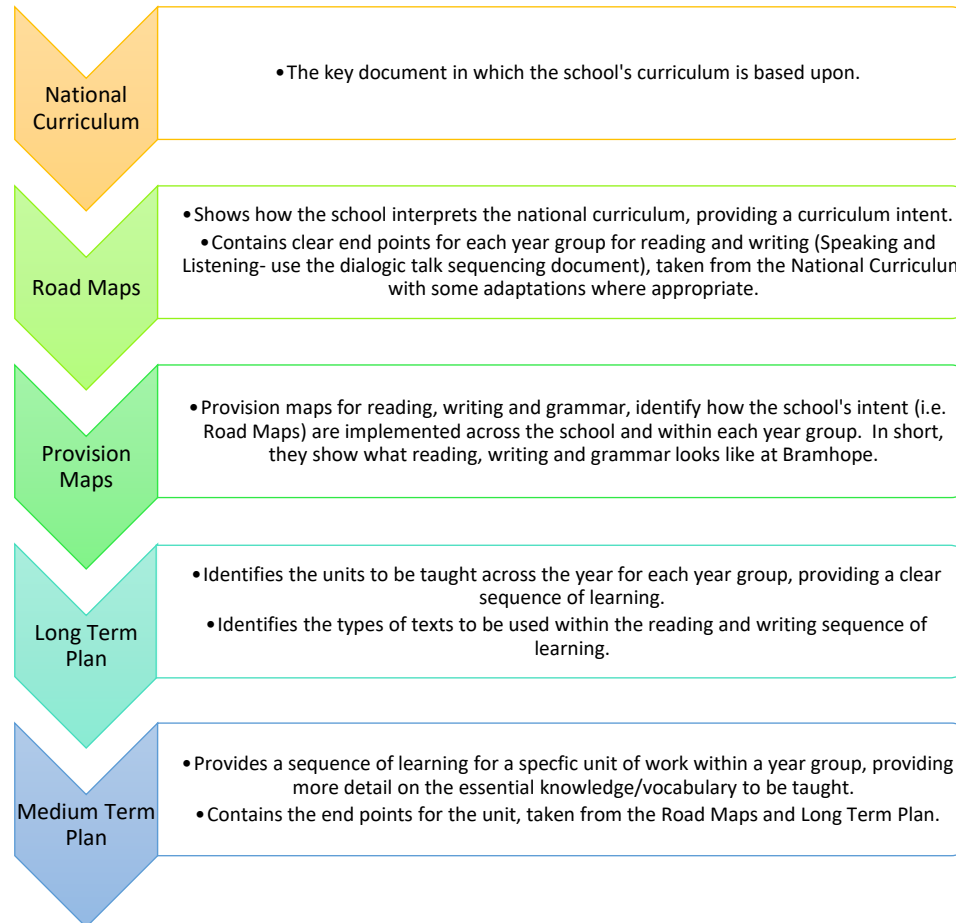 National
Curriculum
•The key document in which the school's curriculum is based upon.
Road Maps
•Shows how the school interprets the national curriculum, providing a curriculum intent.
•Contains clear end points for each year group for reading and writing (Speaking and
Listening- use the dialogic talk sequencing document), taken from the National Curriculum
with some adaptations where appropriate.
Provision
Maps
•Provision maps for reading, writing and grammar, identify how the school's intent (i.e.
Road Maps) are implemented across the school and within each year group.  In short,
they show what reading, writing and grammar looks like at Bramhope.
Long Term
Plan
•Identifies the units to be taught across the year for each year group, providing a clear
sequence of learning.
•Identifies the types of texts to be used within the reading and writing sequence of
learning.
Medium Term
Plan
•Provides a sequence of learning for a specfic unit of work within a year group, providing
more detail on the essential knowledge/vocabulary to be taught.
•Contains the end points for the unit, taken from the Road Maps and Long Term Plan.